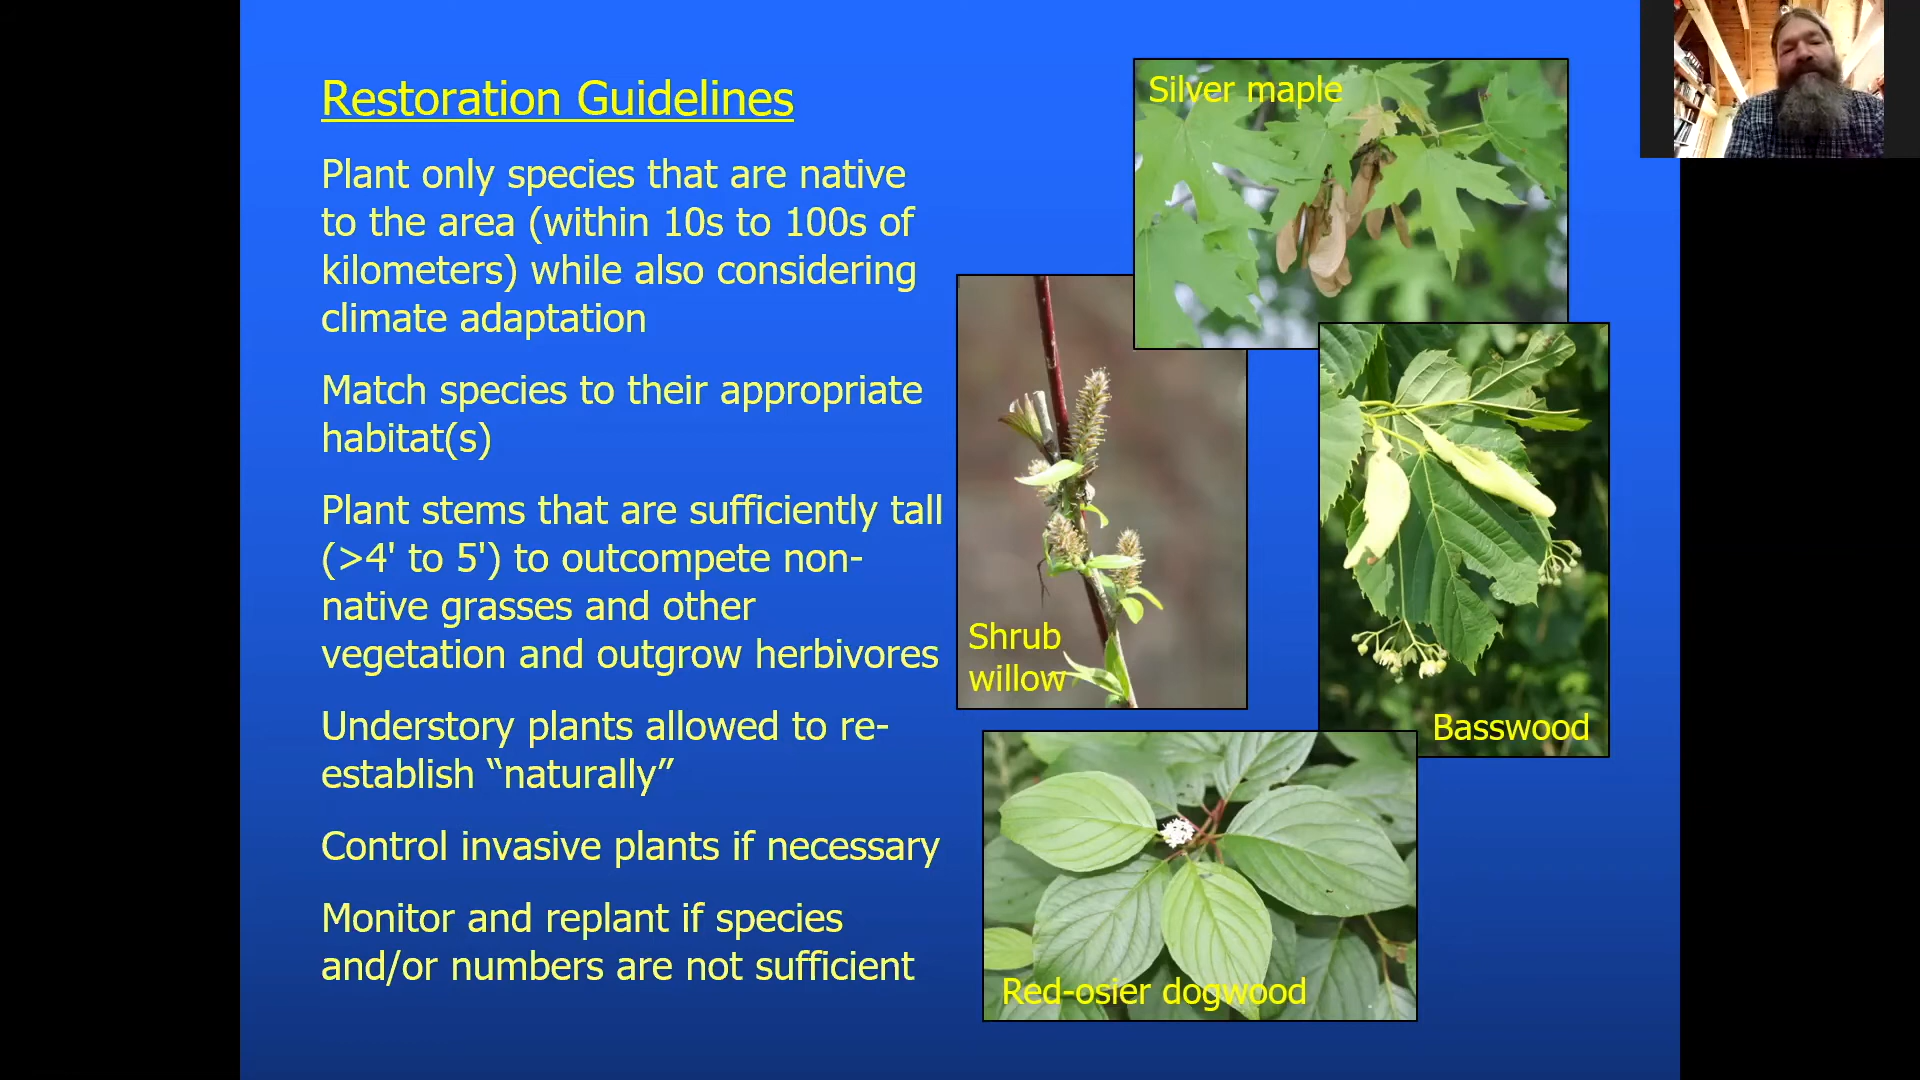 Restoration Guidelines
Plant only species that are native
to the area (within 10s to 100s of
kilometers) while also considering
climate adaptation
Match species to their appropriate
habitat(s)
Plant stems that are sufficiently tall
(>4' to 5') to outcompete non-
native grasses and other
vegetation and outgrow herbivores
Understory plants allowed to re-
establish “naturally”
Control invasive plants if necessary
Monitor and replant if species
and/or numbers are not sufficient
Silver maple
Shrub
willow
Basswood
Red-osier dogwood